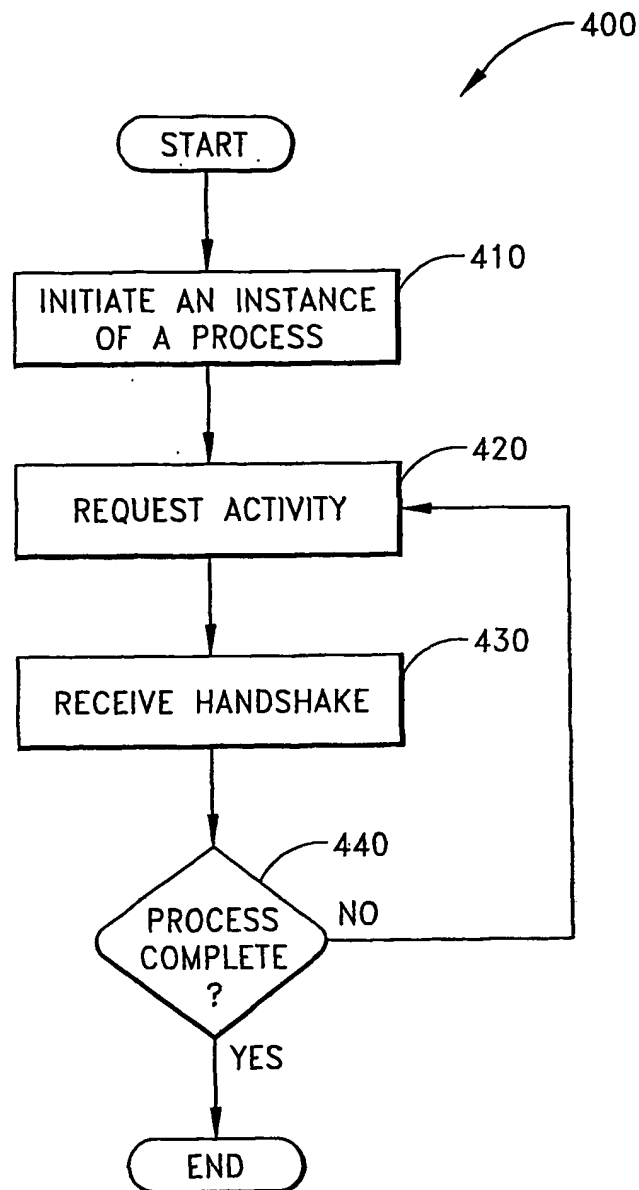 400
START
410
INITIATE AN INSTANCE
OF A PROCESS
420
REQUEST ACTIVITY
430
RECEIVE HANDSHAKE
440
PROCESS
COMPLETE
?
NO
YES
END